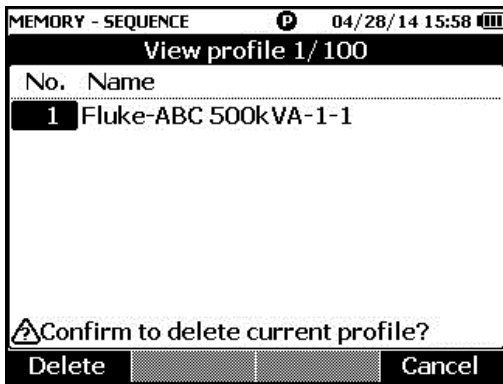 MEMORY - SEQUENCE P 04/28/14 15:58
View profile 1/100
No. Name
1 Fluke-ABC 500kVA-1-1
Confirm to delete current profile?
Delete Cancel